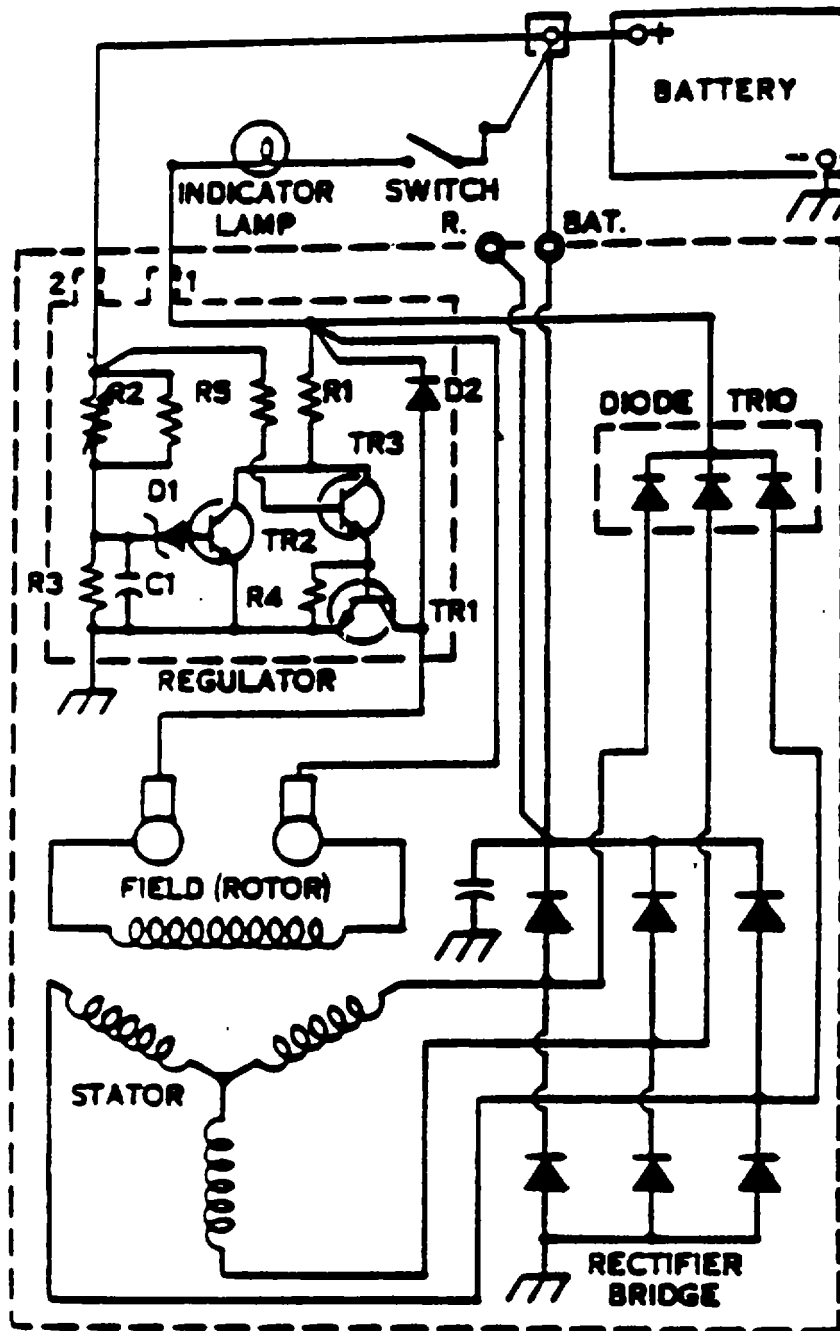 +
BATTERY
-
INDICATOR
LAMP
SWITCH
R.
BAT.
2
1
R2
R5
R1
D2
DIODE TRIO
TR3
D1
TR2
R3
C1
R4
TR1
REGULATOR
FIELD (ROTOR)
STATOR
RECTIFIER
BRIDGE